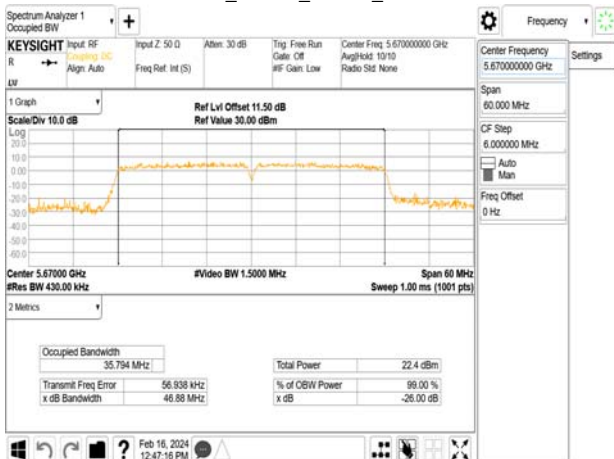 Spectrum Analyzer 1
Occupied BW
Frequency
KEYSIGHT
R
Input: RF
Coupling: DC
Align: Auto
Input Z: 50 Ω
Freq Ref: Int (S)
Atten: 30 dB
Trig: Free Run
Gate: Off
#IF Gain: Low
Center Freq: 5.670000000 GHz
Avg|Hold: 10/10
Radio Std: None
Center Frequency
5.670000000 GHz
Settings
Span
60.000 MHz
CF Step
6.000000 MHz
Auto
Man
Freq Offset
0 Hz
1 Graph
Scale/Div 10.0 dB
Ref Lvl Offset 11.50 dB
Ref Value 30.00 dBm
Log
20.0
10.0
0.00
-10.0
-20.0
-30.0
-40.0
-50.0
-60.0
Center 5.67000 GHz
#Res BW 430.00 kHz
#Video BW 1.5000 MHz
Span 60 MHz
Sweep 1.00 ms (1001 pts)
2 Metrics
Occupied Bandwidth
35.794 MHz
Total Power 22.4 dBm
Transmit Freq Error 56.938 kHz
% of OBW Power 99.00 %
x dB Bandwidth 46.88 MHz
x dB -26.00 dB
Feb 16, 2024
12:47:16 PM